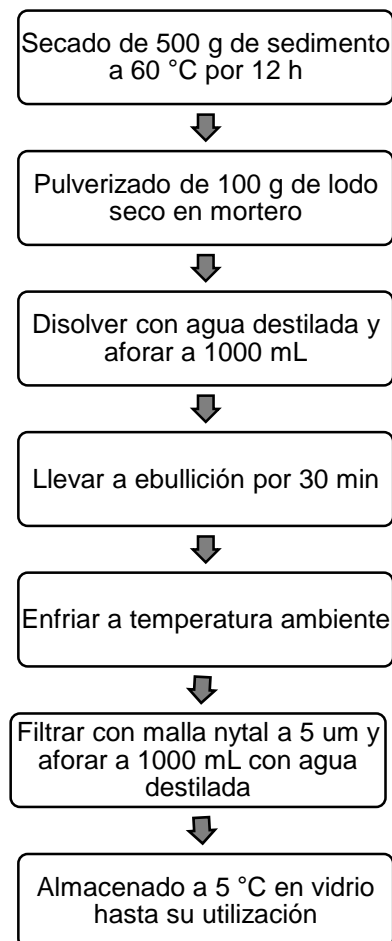 Secado de 500 g de sedimento
a 60 °C por 12 h
Pulverizado de 100 g de lodo
seco en mortero
Disolver con agua destilada y
aforar a 1000 mL
Llevar a ebullición por 30 min
Enfriar a temperatura ambiente
Filtrar con malla nytal a 5 um y
aforar a 1000 mL con agua
destilada
Almacenado a 5 °C en vidrio
hasta su utilización